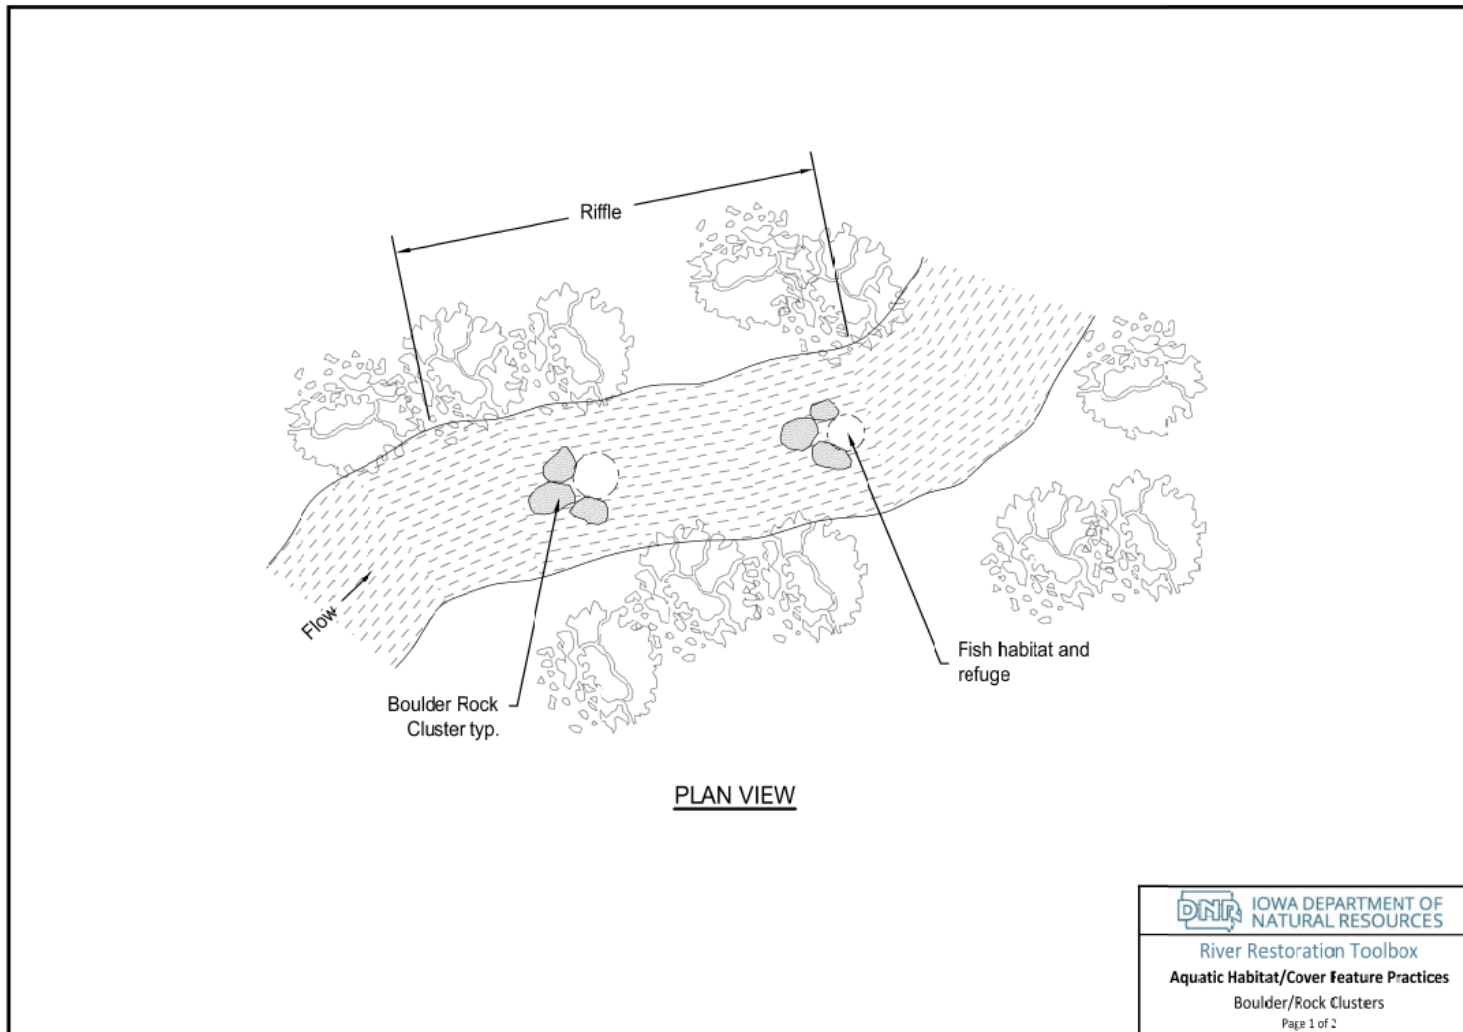 Riffle
Flow
Boulder Rock
Cluster typ.
Fish habitat and
refuge
PLAN VIEW
DNR
IOWA DEPARTMENT OF
NATURAL RESOURCES
River Restoration Toolbox
Aquatic Habitat/Cover Feature Practices
Boulder/Rock Clusters
Page 1 of 2